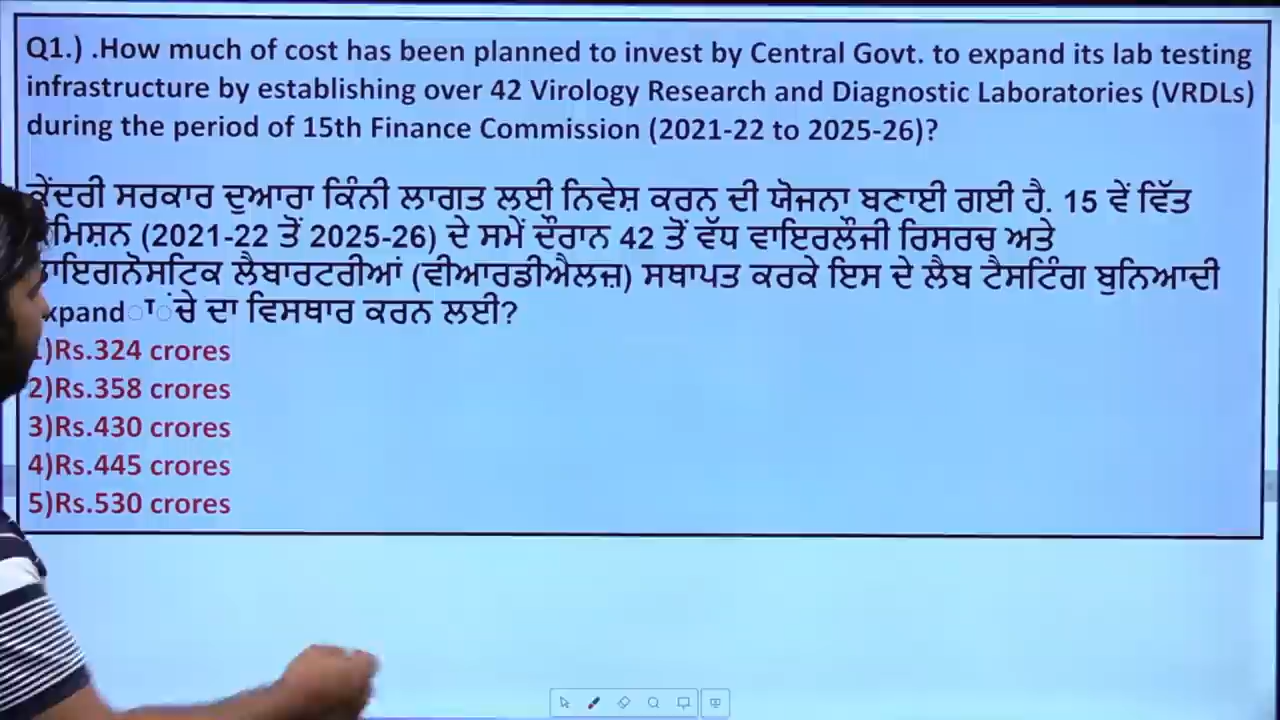 Q1.) .How much of cost has been planned to invest by Central Govt. to expand its lab testing
infrastructure by establishing over 42 Virology Research and Diagnostic Laboratories (VRDLs)
during the period of 15th Finance Commission (2021-22 to 2025-26)?
ਕੇਂਦਰੀ ਸਰਕਾਰ ਦੁਆਰਾ ਕਿੰਨੀ ਲਾਗਤ ਲਈ ਨਿਵੇਸ਼ ਕਰਨ ਦੀ ਯੋਜਨਾ ਬਣਾਈ ਗਈ ਹੈ. 15 ਵੇਂ ਵਿੱਤ
(2021-22 ਤੋਂ 2025-26) ਦੇ ਸਮੇਂ ਦੌਰਾਨ 42 ਤੋਂ ਵੱਧ ਵਾਇਰਲੌਜੀ ਰਿਸਰਚ ਅਤੇ
ਲੈਬਾਰਟਰੀਆਂ (ਵੀਆਰਡੀਐਲਜ਼) ਸਥਾਪਤ ਕਰਕੇ ਇਸ ਦੇ ਲੈਬ ਟੈਸਟਿੰਗ ਬੁਨਿਆਦੀ
xpandਾਂਚੇ ਦਾ ਵਿਸਥਾਰ ਕਰਨ ਲਈ?
)Rs.324 crores
2)Rs.358 crores
3)Rs.430 crores
4)Rs.445 crores
5)Rs.530 crores